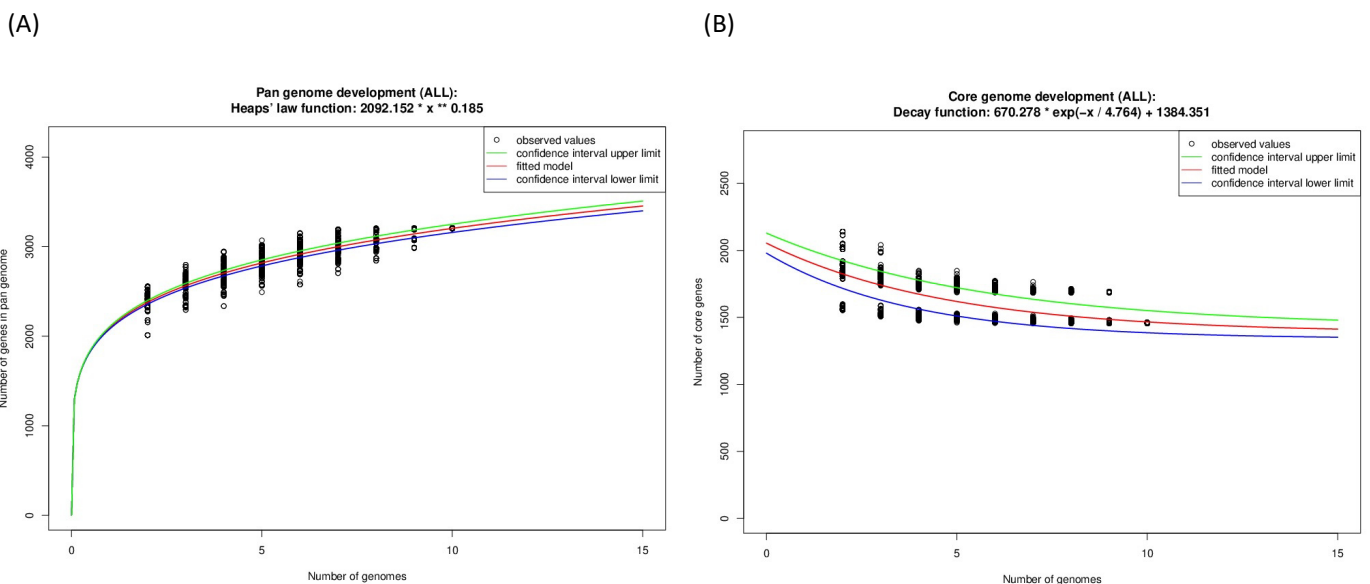 (A)
Pan genome development (ALL):
Heaps' law function: 2092.152 * x ** 0.185
○ observed values
confidence interval upper limit
fitted model
confidence interval lower limit
Number of genes in pan genome
4000
3000
2000
1000
0
0 5 10 15
Number of genomes
(B)
Core genome development (ALL):
Decay function: 670.278 * exp(−x / 4.764) + 1384.351
○ observed values
confidence interval upper limit
fitted model
confidence interval lower limit
Number of core genes
2500
2000
1500
1000
500
0
0 5 10 15
Number of genomes